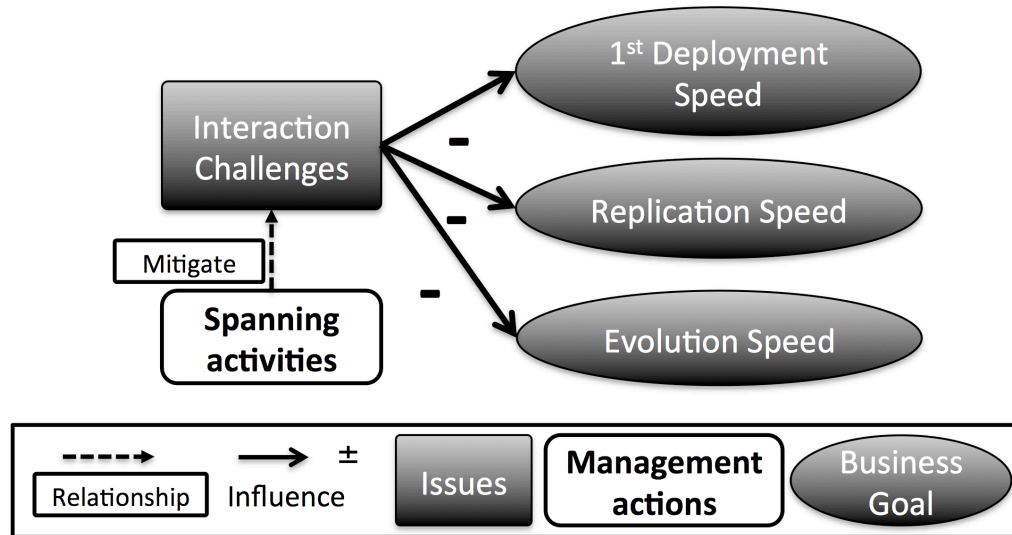 1st Deployment
Speed
Interaction
Challenges
-
Replication Speed
-
Mitigate
-
Spanning
activities
Evolution Speed
±
Relationship
Influence
Issues
Management
actions
Business
Goal